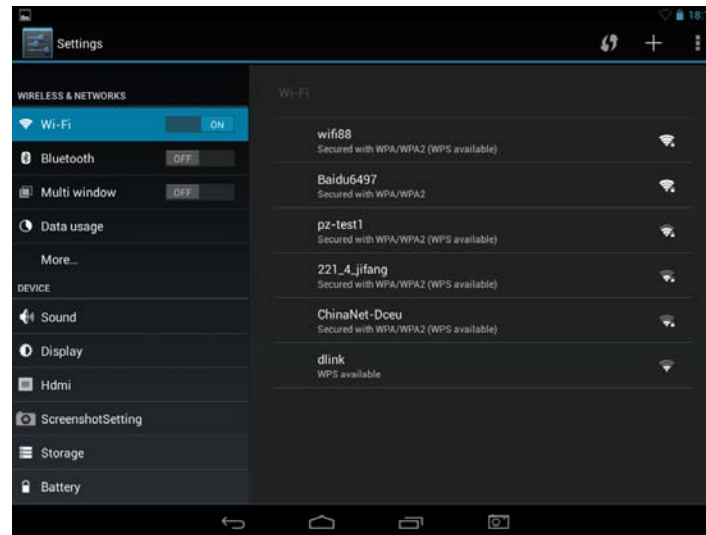 18:
Settings
WIRELESS & NETWORKS
Wi-Fi
ON
Bluetooth
OFF
Multi window
OFF
Data usage
More...
DEVICE
Sound
Display
Hdmi
ScreenshotSetting
Storage
Battery
Wi-Fi
wifi88
Secured with WPA/WPA2 (WPS available)
Baidu6497
Secured with WPA/WPA2
pz-test1
Secured with WPA/WPA2 (WPS available)
221_4_jifang
Secured with WPA/WPA2 (WPS available)
ChinaNet-Dceu
Secured with WPA/WPA2 (WPS available)
dlink
WPS available